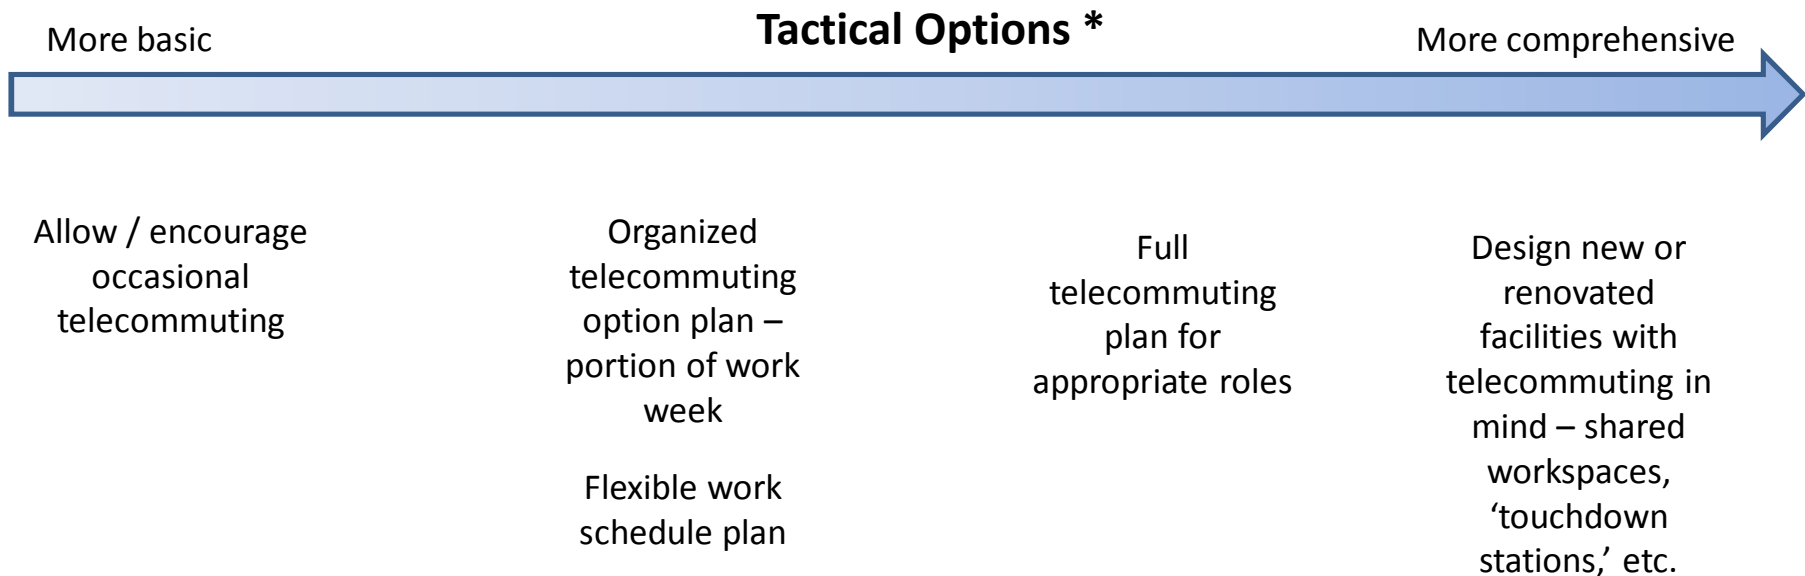 Tactical Options *
More basic
More comprehensive
Allow / encourage
occasional
telecommuting
Organized
telecommuting
option plan –
portion of work
week
Flexible work
schedule plan
Full
telecommuting
plan for
appropriate roles
Design new or
renovated
facilities with
telecommuting in
mind – shared
workspaces,
‘touchdown
stations,’ etc.